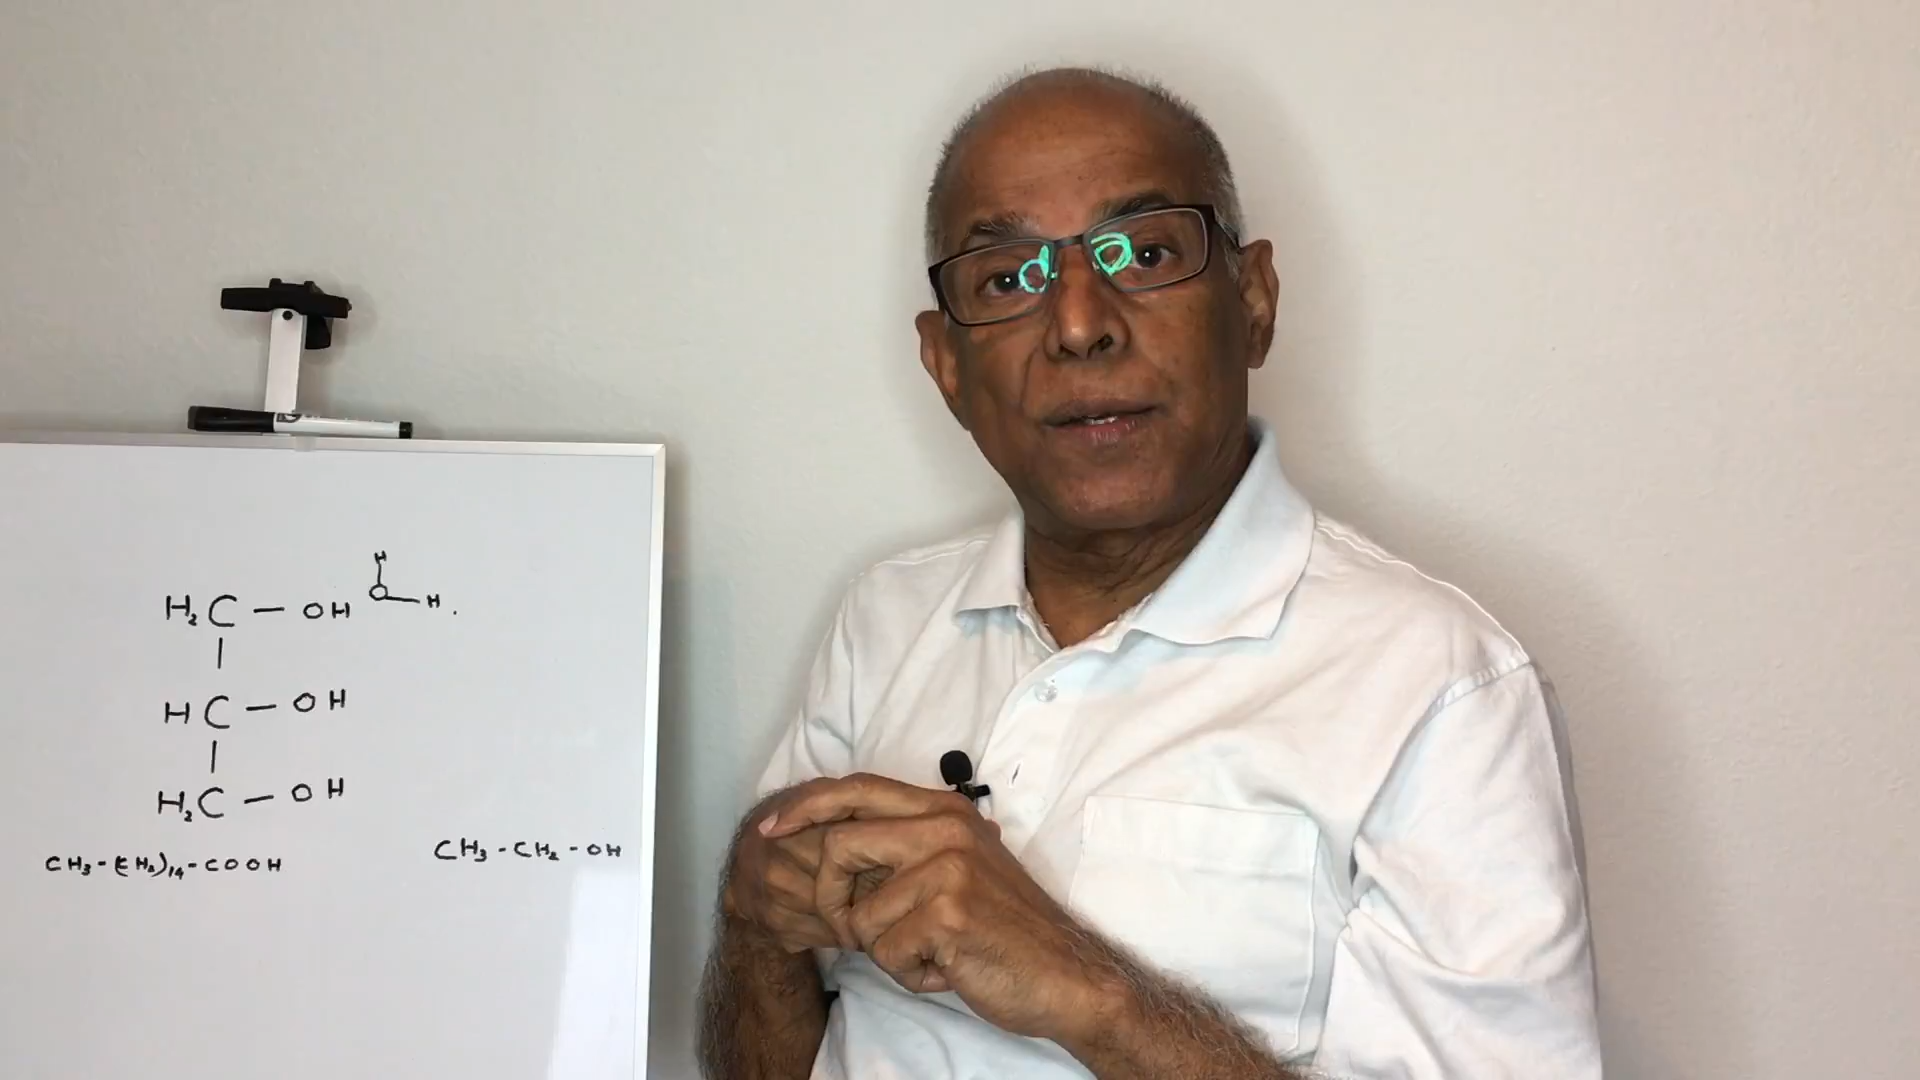 H
O—H.
H₂C—OH
|
HC—OH
|
H₂C—OH
CH₃-CH₂-OH
CH₃-(CH₂)₁₄-COOH